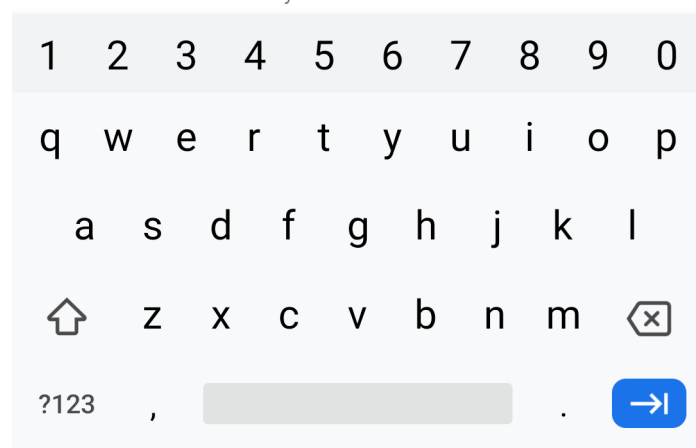 1 2 3 4 5 6 7 8 9 0
q w e r t y u i o p
a s d f g h j k l
z x c v b n m
?123 , .